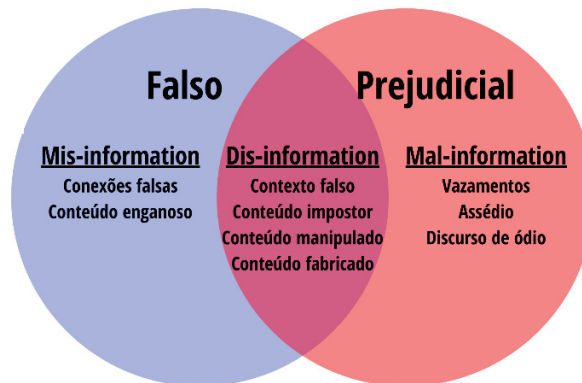 Falso
Prejudicial
Mis-information
Conexões falsas
Conteúdo enganoso
Dis-information
Contexto falso
Conteúdo impostor
Conteúdo manipulado
Conteúdo fabricado
Mal-information
Vazamentos
Assédio
Discurso de ódio